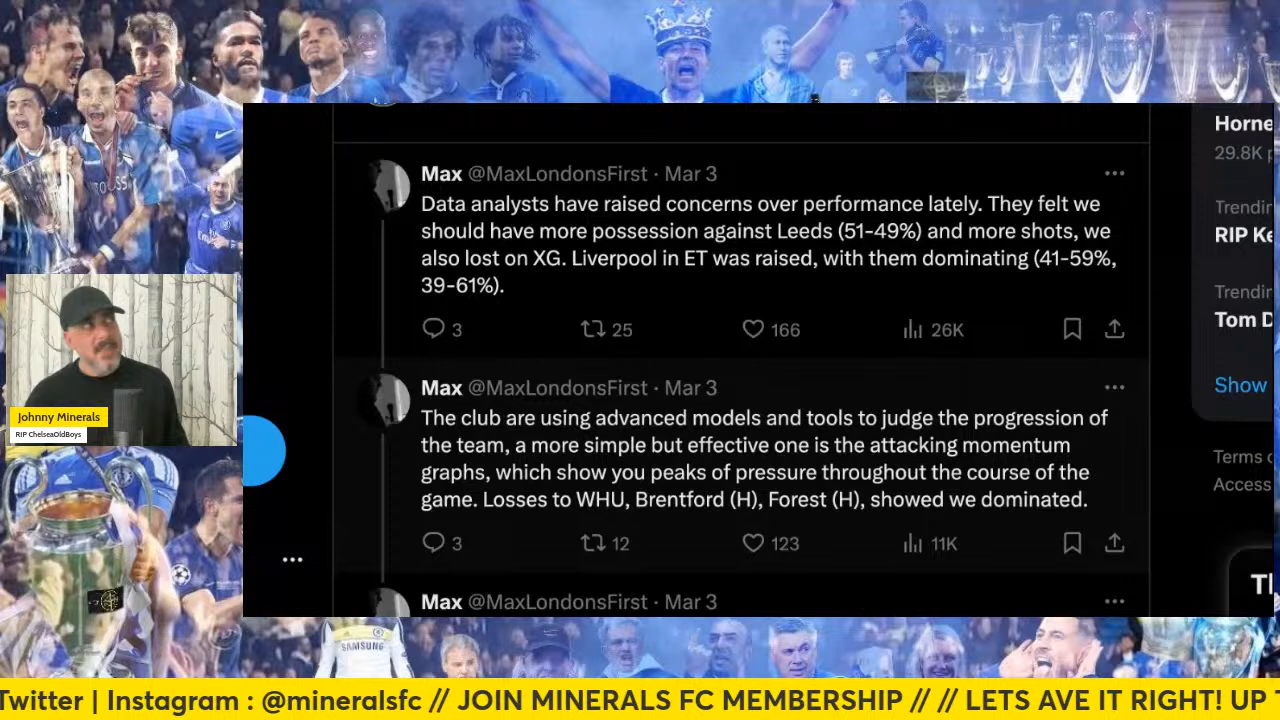 Max @MaxLondonsFirst · Mar 3
Data analysts have raised concerns over performance lately. They felt we
should have more possession against Leeds (51-49%) and more shots, we
also lost on XG. Liverpool in ET was raised, with them dominating (41-59%,
39-61%).
3 25 166 26K
Max @MaxLondonsFirst · Mar 3
The club are using advanced models and tools to judge the progression of
the team, a more simple but effective one is the attacking momentum
graphs, which show you peaks of pressure throughout the course of the
game. Losses to WHU, Brentford (H), Forest (H), showed we dominated.
3 12 123 11K
Max @MaxLondonsFirst · Mar 3
Horne
29.8K p
Trendin
RIP Ke
Trendin
Tom D
Show
Terms o
Access
Johnny Minerals
RIP ChelseaOldBoys
SAMSUNG
Twitter | Instagram : @mineralsfc // JOIN MINERALS FC MEMBERSHIP // // LETS AVE IT RIGHT! UP T